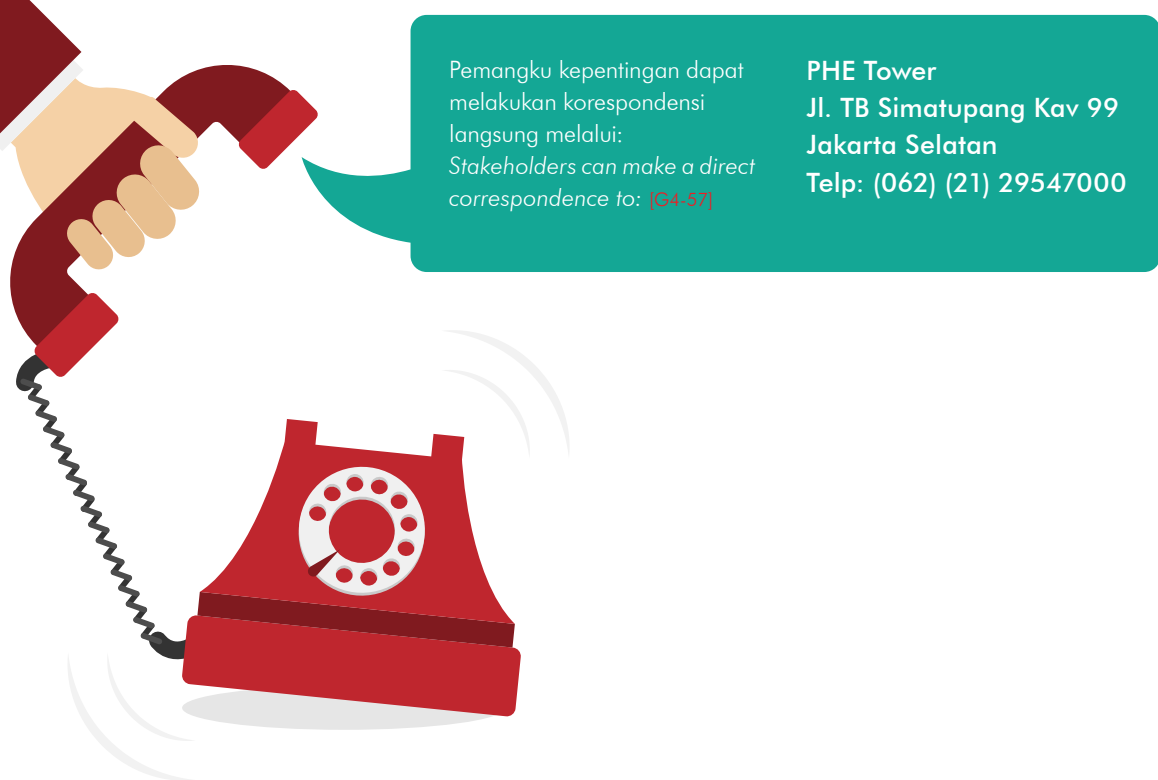 Pemangku kepentingan dapat
melakukan korespondensi
langsung melalui:
Stakeholders can make a direct
correspondence to: [G4-57]
PHE Tower
Jl. TB Simatupang Kav 99
Jakarta Selatan
Telp: (062) (21) 29547000